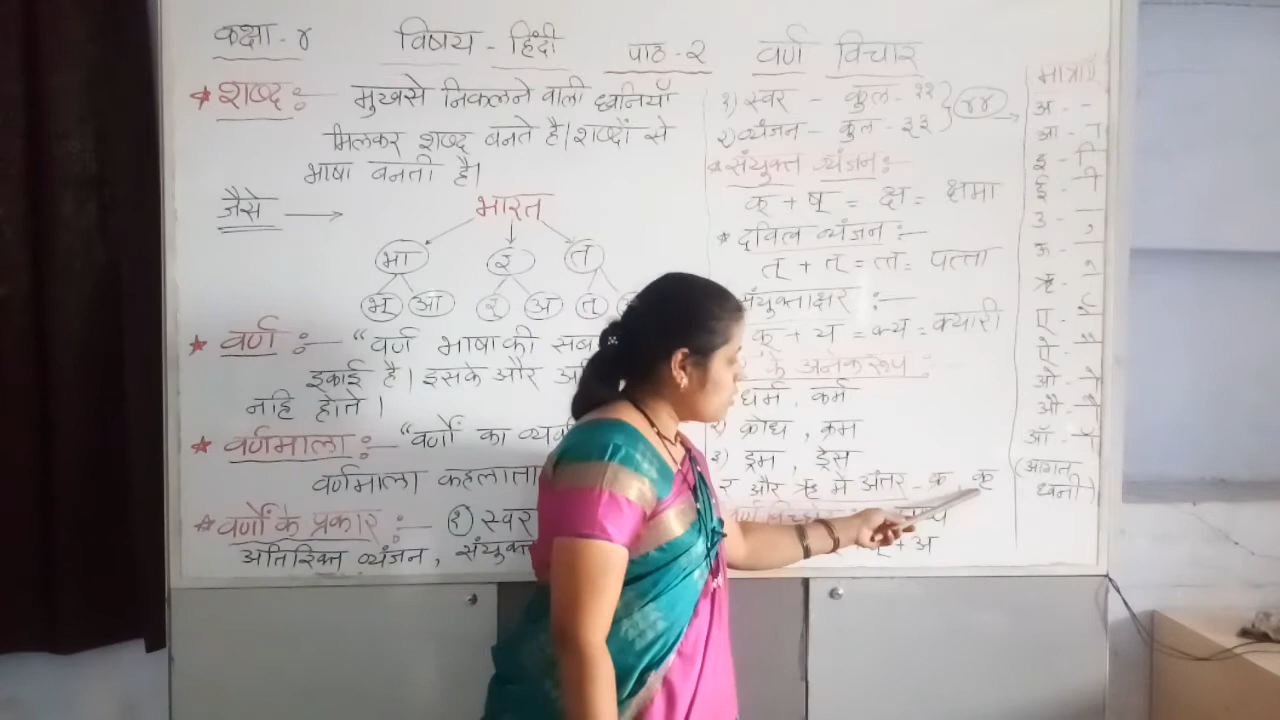 कक्षा - ४ विषय - हिंदी पाठ - २ वर्ण विचार
* शब्द :— मुखसे निकलने वाली ध्वनियाँ
मिलकर शब्द बनते है। शब्दों से
भाषा बनती है।
जैसे → भारत
भा र त
भ् आ र् अ त्
* वर्ण :— "वर्ण भाषा की सब
इकाई है। इसके और
नहि होते।
* वर्णमाला :— "वर्णों का
वर्णमाला कहलाता
* वर्णों के प्रकार :— (१) स्वर
अतिरिक्त व्यंजन, संयुक्त
१) स्वर - कुल - ११
२) व्यंजन - कुल - ३३ } ४४ →
* संयुक्त व्यंजन :—
क् + ष् = क्ष = क्षमा
* द्वित्व व्यंजन :—
त् + त् = त्त = पत्ता
संयुक्ताक्षर :—
क् + य = क्य = क्यारी
के अनेक रूप :
धर्म , कर्म
२) क्रोध , क्रम
३) ड्रम , ड्रेस
र और ऋ में अंतर - क्र , कृ
+ अ
मात्राएँ
अ - -
आ - ा
इ - ि
ई - ी
उ - ु
ऊ - ू
ऋ - ृ
ए - े
ऐ - ै
ओ - ो
औ - ौ
ऑ - ॉ
(आगत
ध्वनी)